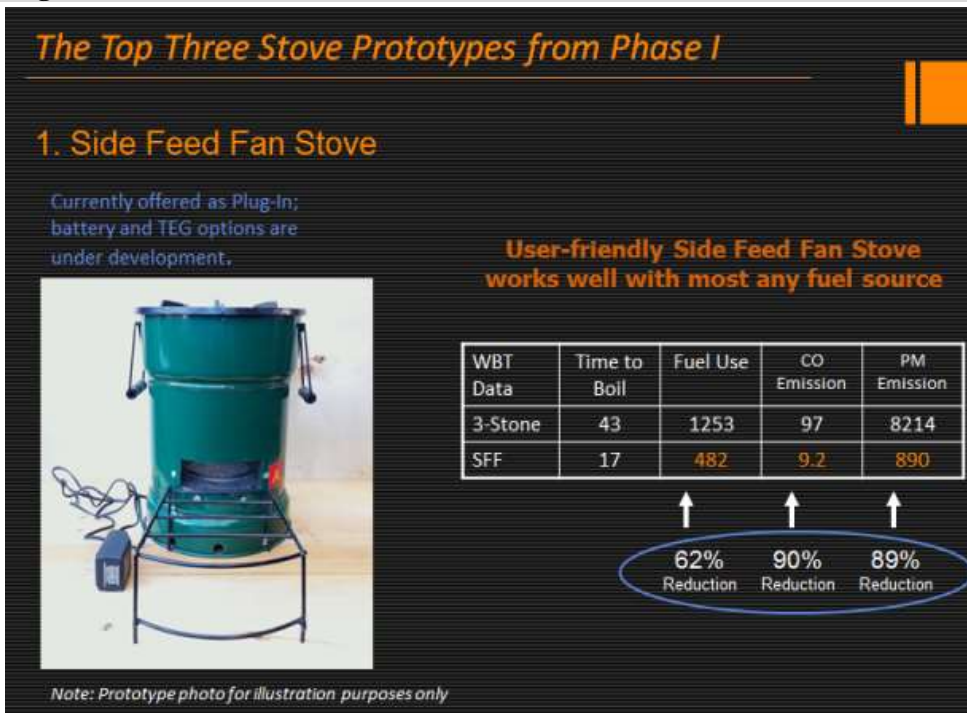 The Top Three Stove Prototypes from Phase I
1. Side Feed Fan Stove
Currently offered as Plug-In;
battery and TEG options are
under development.
User-friendly Side Feed Fan Stove
works well with most any fuel source
WBT Data Time to Boil Fuel Use CO Emission PM Emission
3-Stone 43 1253 97 8214
SFF 17 482 9.2 890
62% Reduction 90% Reduction 89% Reduction
Note: Prototype photo for illustration purposes only